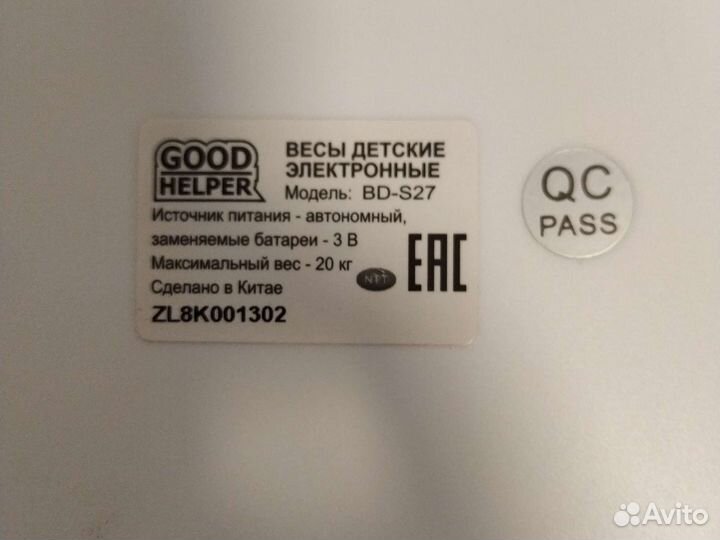 GOOD
HELPER
ВЕСЫ ДЕТСКИЕ
ЭЛЕКТРОННЫЕ
Модель: BD-S27
Источник питания - автономный,
заменяемые батареи - 3 В
Максимальный вес - 20 кг
Сделано в Китае
ZL8K001302
NTT
EAC
QC
PASS
Avito